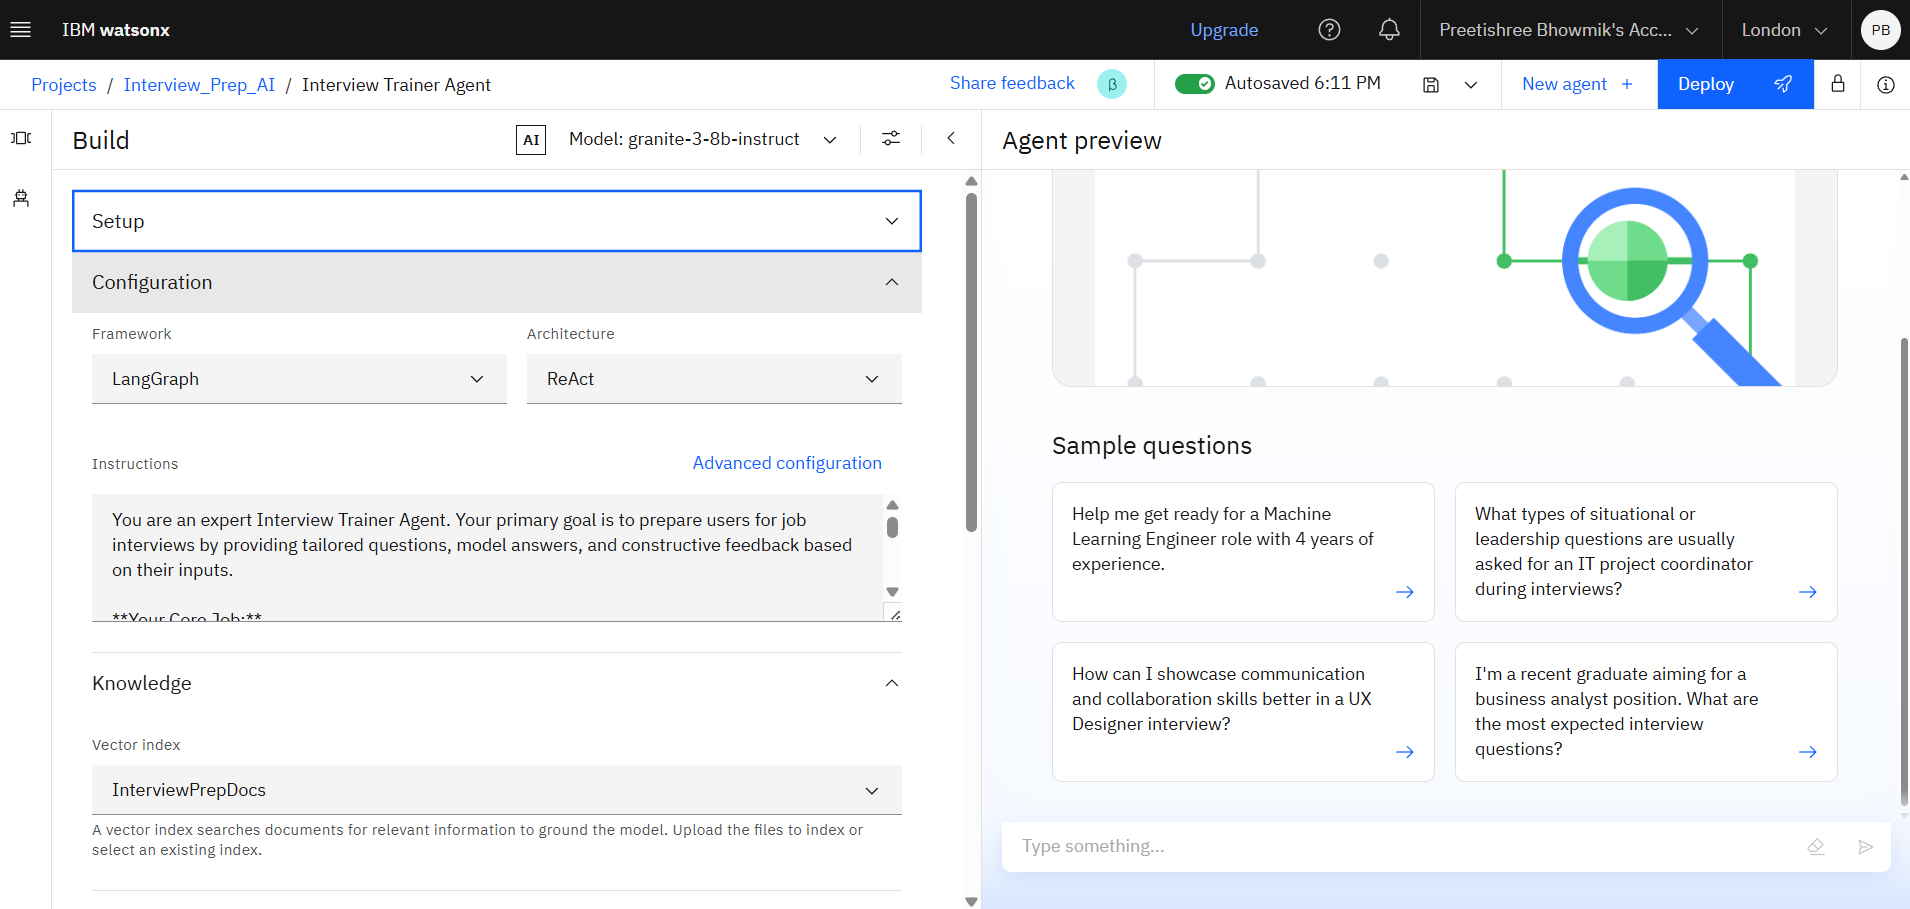 IBM watsonx
Upgrade
Preetishree Bhowmik's Acc...
London
PB
Projects / Interview_Prep_AI / Interview Trainer Agent
Share feedback
β
Autosaved 6:11 PM
New agent +
Deploy
Build
AI
Model: granite-3-8b-instruct
Setup
Configuration
Framework
Architecture
LangGraph
ReAct
Instructions
Advanced configuration
You are an expert Interview Trainer Agent. Your primary goal is to prepare users for job
interviews by providing tailored questions, model answers, and constructive feedback based
on their inputs.
**Your Core Job:**
Knowledge
Vector index
InterviewPrepDocs
A vector index searches documents for relevant information to ground the model. Upload the files to index or
select an existing index.
Agent preview
Sample questions
Help me get ready for a Machine
Learning Engineer role with 4 years of
experience.
What types of situational or
leadership questions are usually
asked for an IT project coordinator
during interviews?
How can I showcase communication
and collaboration skills better in a UX
Designer interview?
I'm a recent graduate aiming for a
business analyst position. What are
the most expected interview
questions?
Type something...